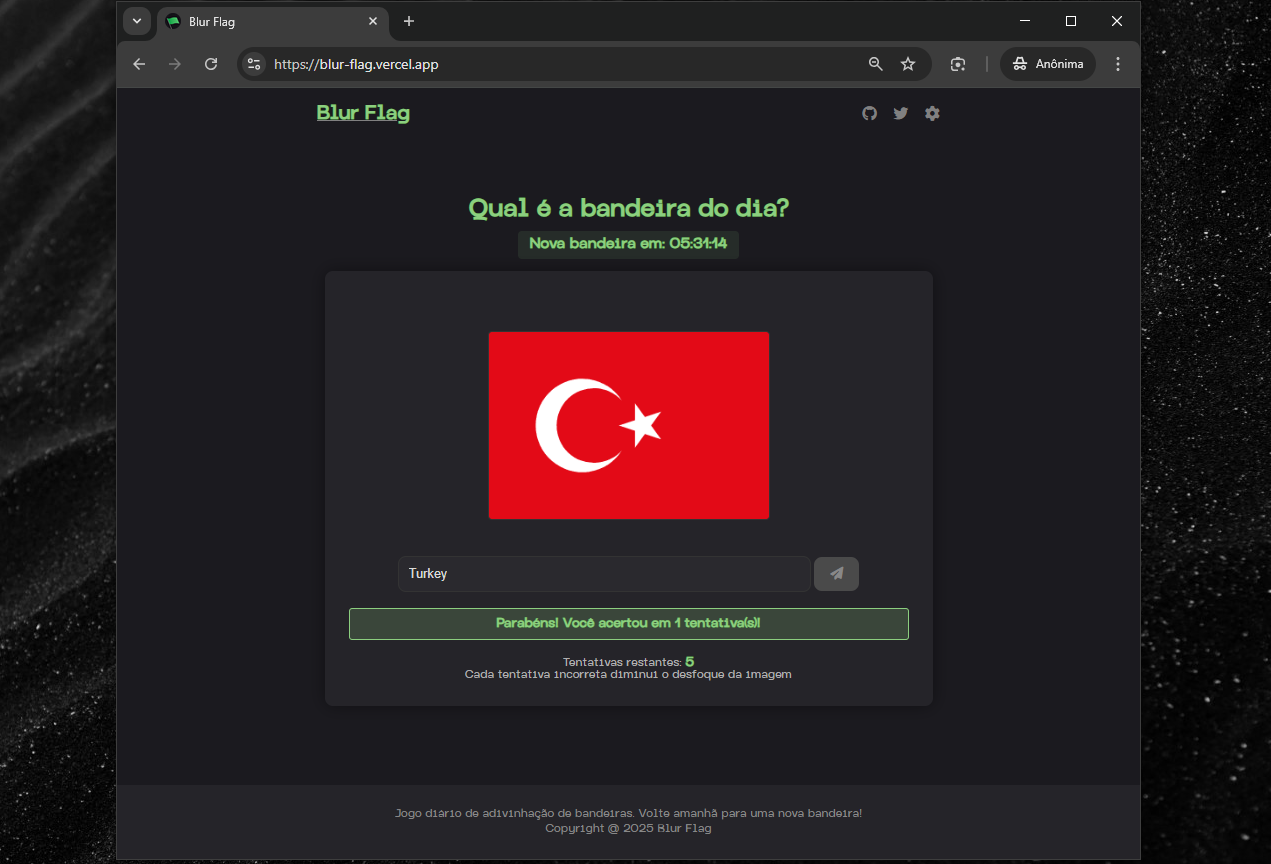 Blur Flag
https://blur-flag.vercel.app
Anônima
Blur Flag
Qual é a bandeira do dia?
Nova bandeira em: 05:31:14
Turkey
Parabéns! Você acertou em 1 tentativa(s)!
Tentativas restantes: 5
Cada tentativa incorreta diminui o desfoque da imagem
Jogo diário de adivinhação de bandeiras. Volte amanhã para uma nova bandeira!
Copyright @ 2025 Blur Flag